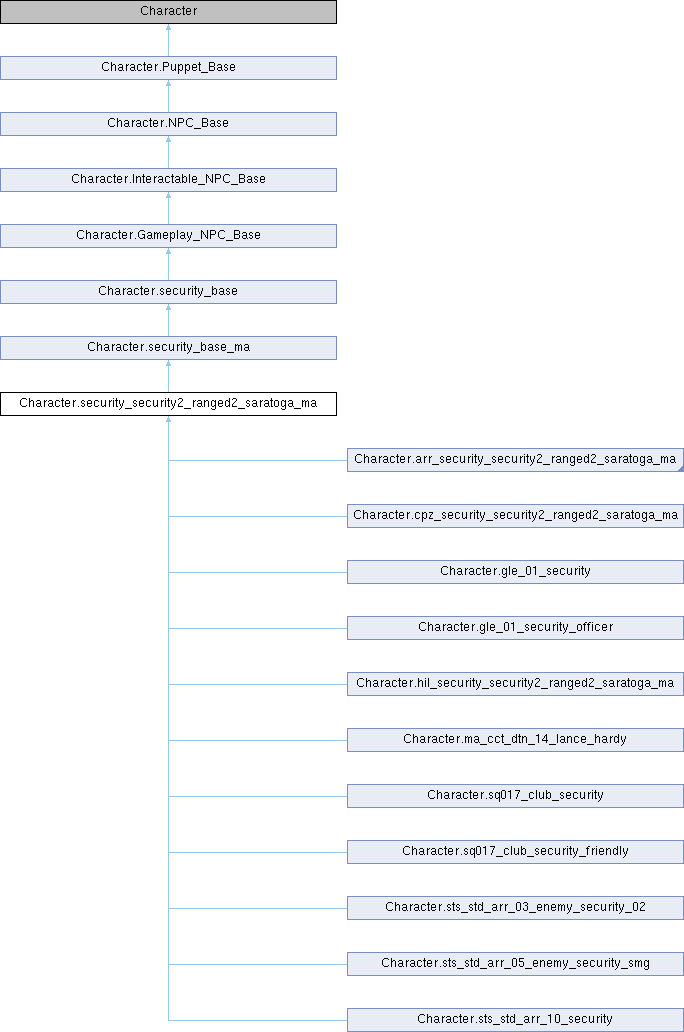 Character
Character.Puppet_Base
Character.NPC_Base
Character.Interactable_NPC_Base
Character.Gameplay_NPC_Base
Character.security_base
Character.security_base_ma
Character.security_security2_ranged2_saratoga_ma
Character.arr_security_security2_ranged2_saratoga_ma
Character.cpz_security_security2_ranged2_saratoga_ma
Character.gle_01_security
Character.gle_01_security_officer
Character.hil_security_security2_ranged2_saratoga_ma
Character.ma_cct_dtn_14_lance_hardy
Character.sq017_club_security
Character.sq017_club_security_friendly
Character.sts_std_arr_03_enemy_security_02
Character.sts_std_arr_05_enemy_security_smg
Character.sts_std_arr_10_security